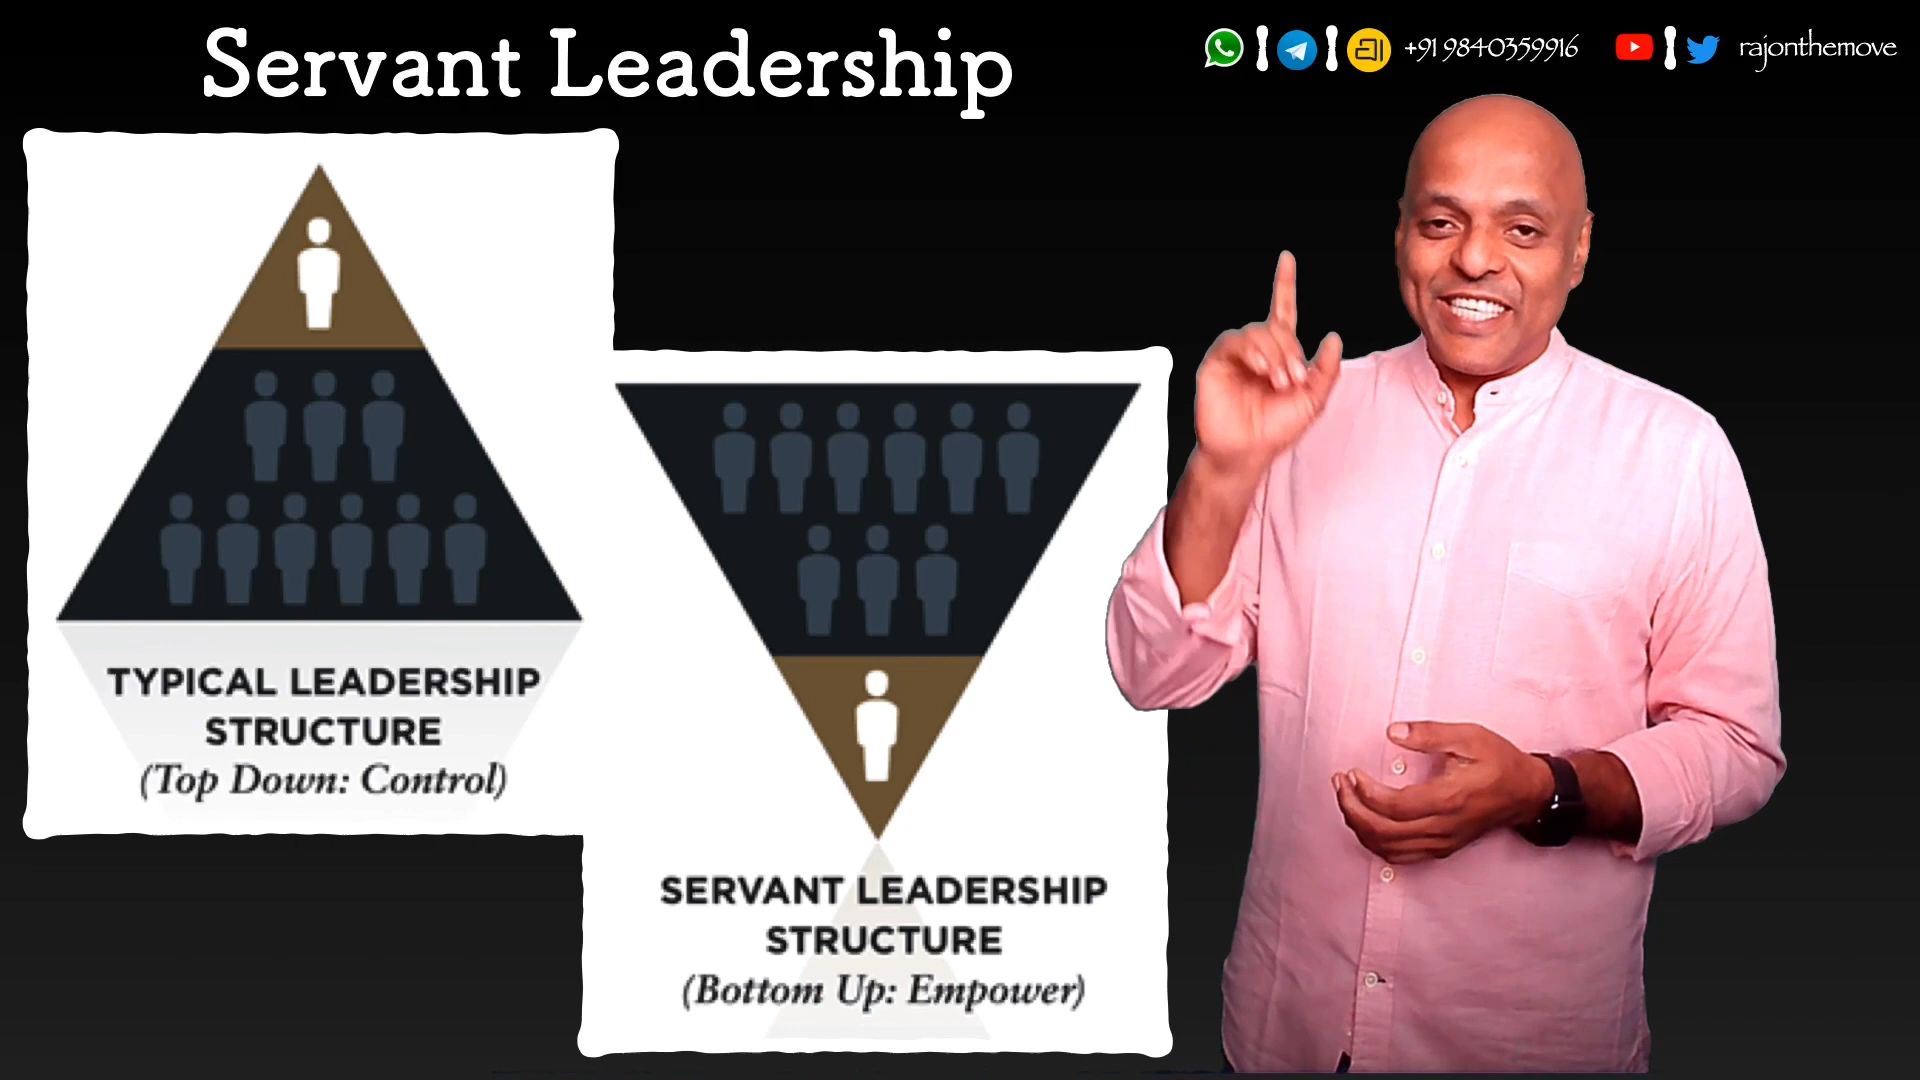 Servant Leadership
+91 9840359916
rajonthemove
TYPICAL LEADERSHIP
STRUCTURE
(Top Down: Control)
SERVANT LEADERSHIP
STRUCTURE
(Bottom Up: Empower)